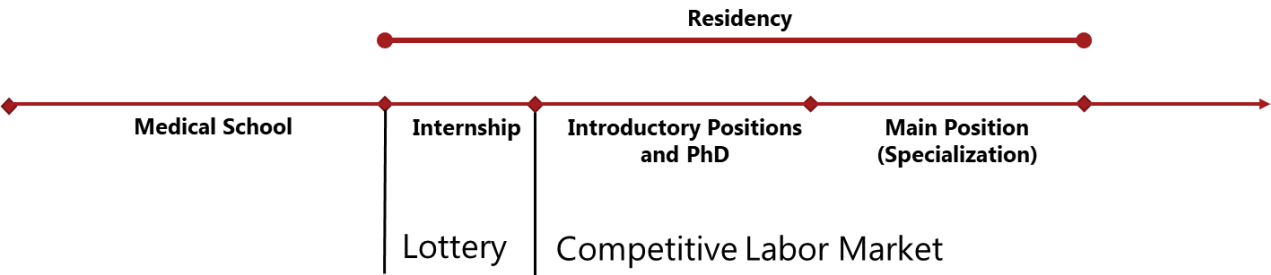 Residency
Medical School
Internship
Introductory Positions
and PhD
Main Position
(Specialization)
Lottery
Competitive Labor Market